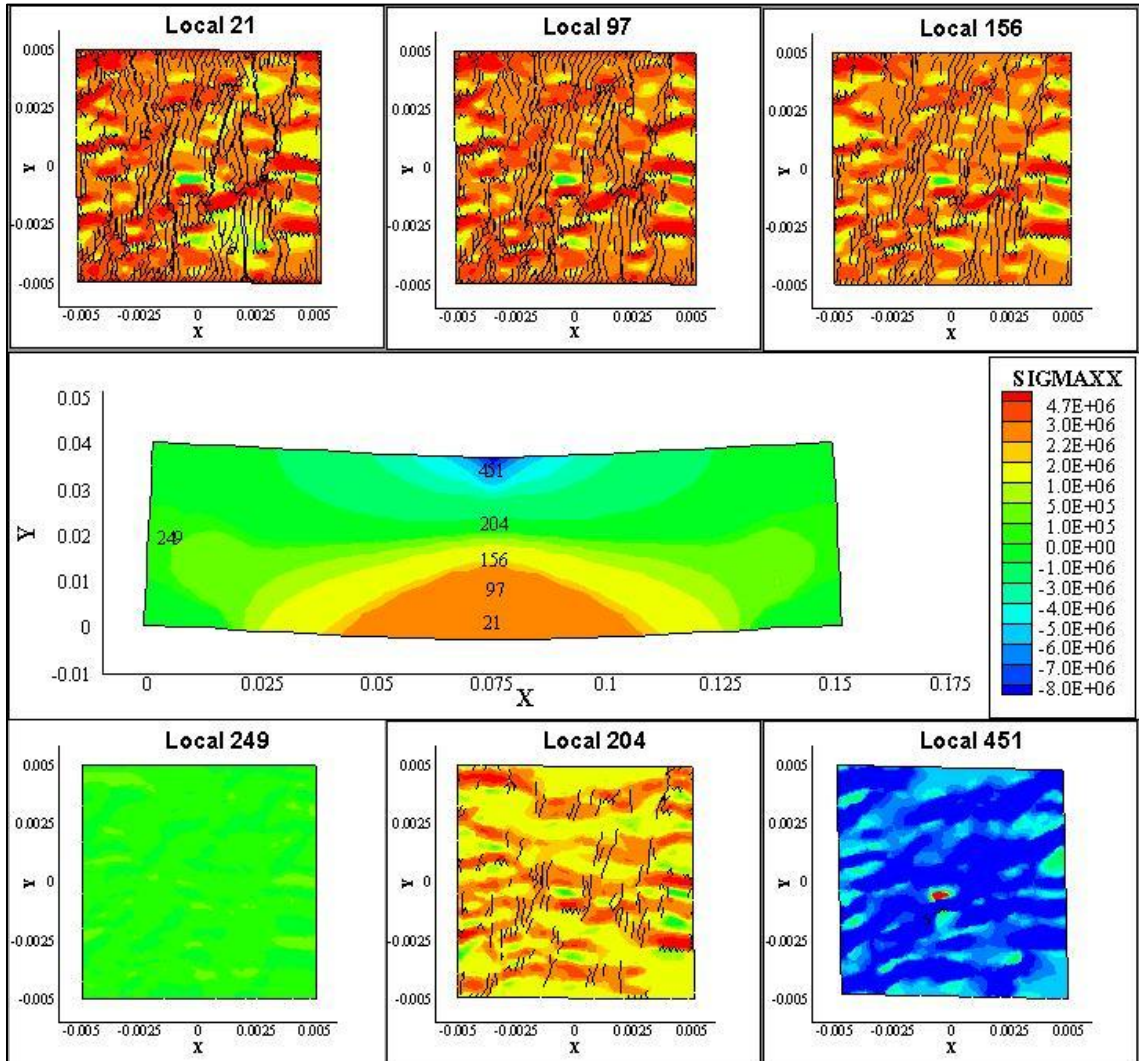 Local 21
0.005
0.0025
Y 0
-0.0025
-0.005
-0.005 -0.0025 0 0.0025 0.005
X
Local 97
0.005
0.0025
Y 0
-0.0025
-0.005
-0.005 -0.0025 0 0.0025 0.005
X
Local 156
0.005
0.0025
Y 0
-0.0025
-0.005
-0.005 -0.0025 0 0.0025 0.005
X
0.05
0.04
0.03
Y 0.02
0.01
0
-0.01
451
204
249
156
97
21
0 0.025 0.05 0.075 0.1 0.125 0.15 0.175
X
SIGMAXX
4.7E+06
3.0E+06
2.2E+06
2.0E+06
1.0E+06
5.0E+05
1.0E+05
0.0E+00
-1.0E+06
-3.0E+06
-4.0E+06
-5.0E+06
-6.0E+06
-7.0E+06
-8.0E+06
Local 249
0.005
0.0025
Y 0
-0.0025
-0.005
-0.005 -0.0025 0 0.0025 0.005
X
Local 204
0.005
0.0025
Y 0
-0.0025
-0.005
-0.005 -0.0025 0 0.0025 0.005
X
Local 451
0.005
0.0025
Y 0
-0.0025
-0.005
-0.005 -0.0025 0 0.0025 0.005
X